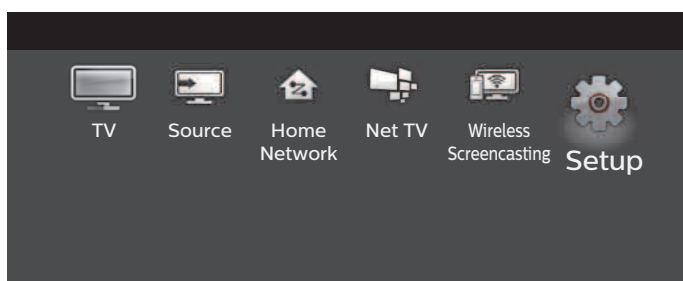 TV
Source
Home
Network
Net TV
Wireless
Screencasting
Setup